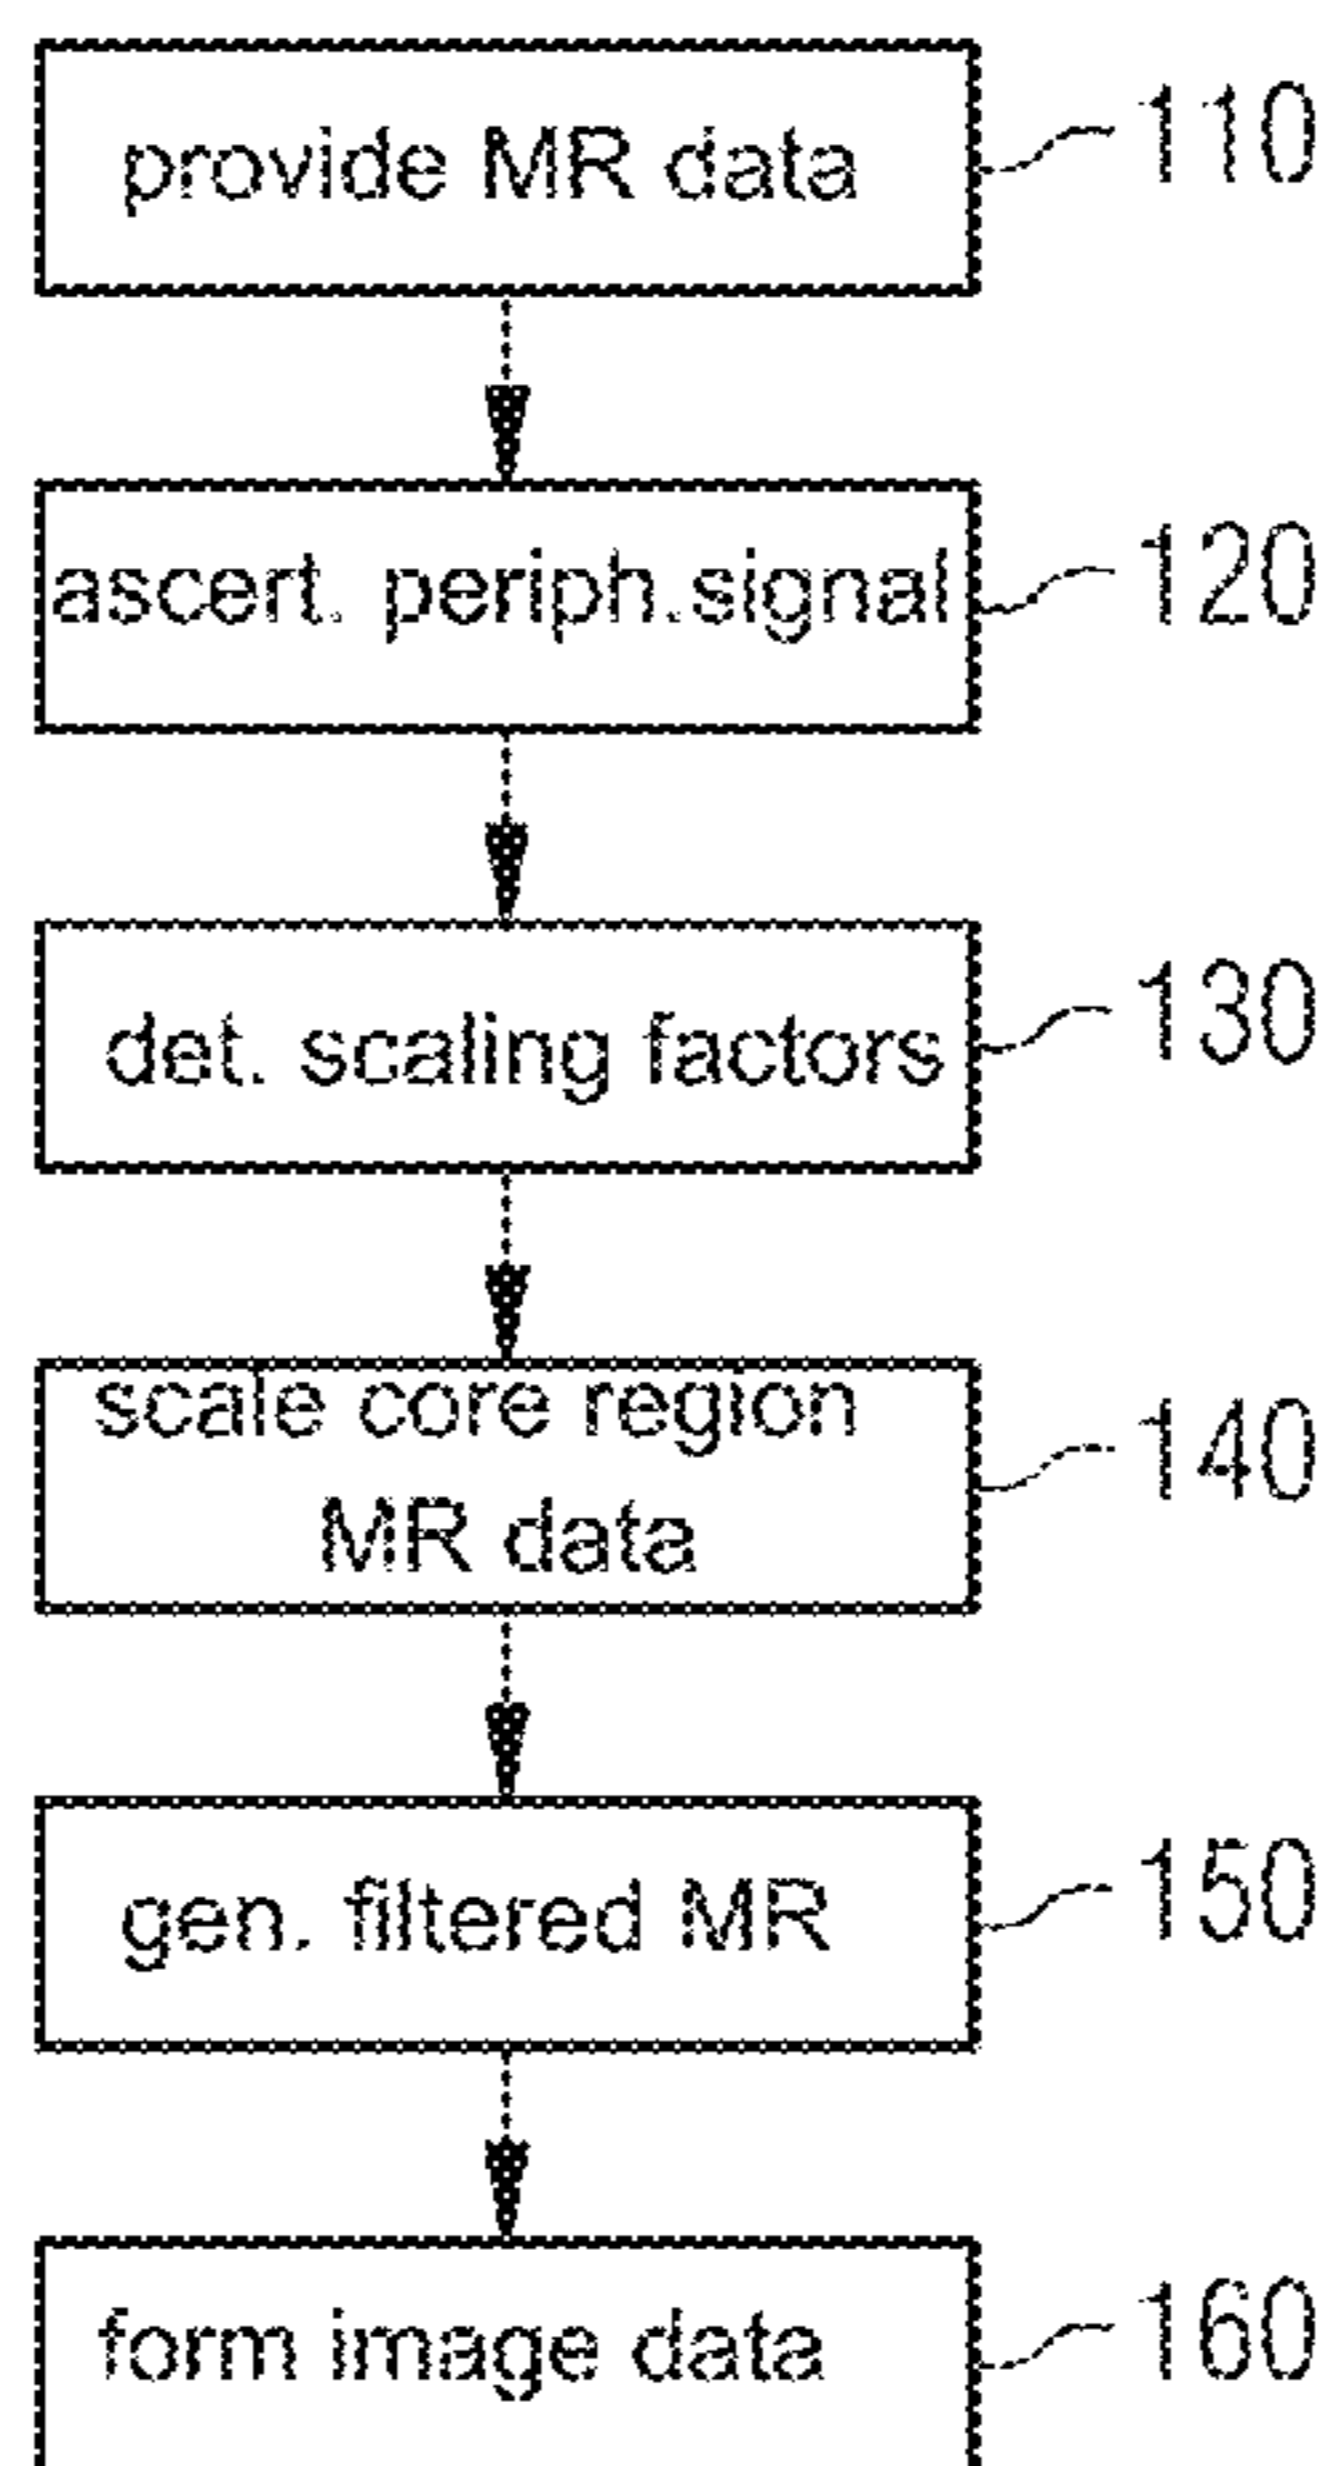 provide MR data
110
ascert. periph.signal
120
det. scaling factors
130
scale core region
MR data
140
gen. filtered MR
150
form image data
160